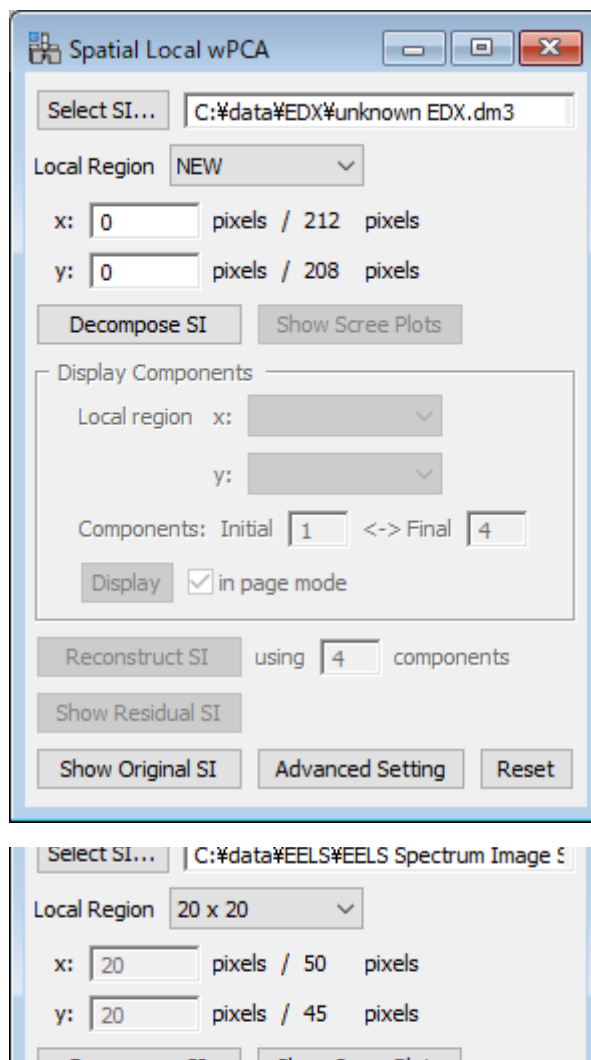 Spatial Local wPCA
Select SI... C:¥data¥EDX¥unknown EDX.dm3
Local Region NEW
x: 0 pixels / 212 pixels
y: 0 pixels / 208 pixels
Decompose SI Show Scree Plots
Display Components
Local region x:
y:
Components: Initial 1 <-> Final 4
Display in page mode
Reconstruct SI using 4 components
Show Residual SI
Show Original SI Advanced Setting Reset
Select SI... C:¥data¥EELS¥EELS Spectrum Image S
Local Region 20 x 20
x: 20 pixels / 50 pixels
y: 20 pixels / 45 pixels